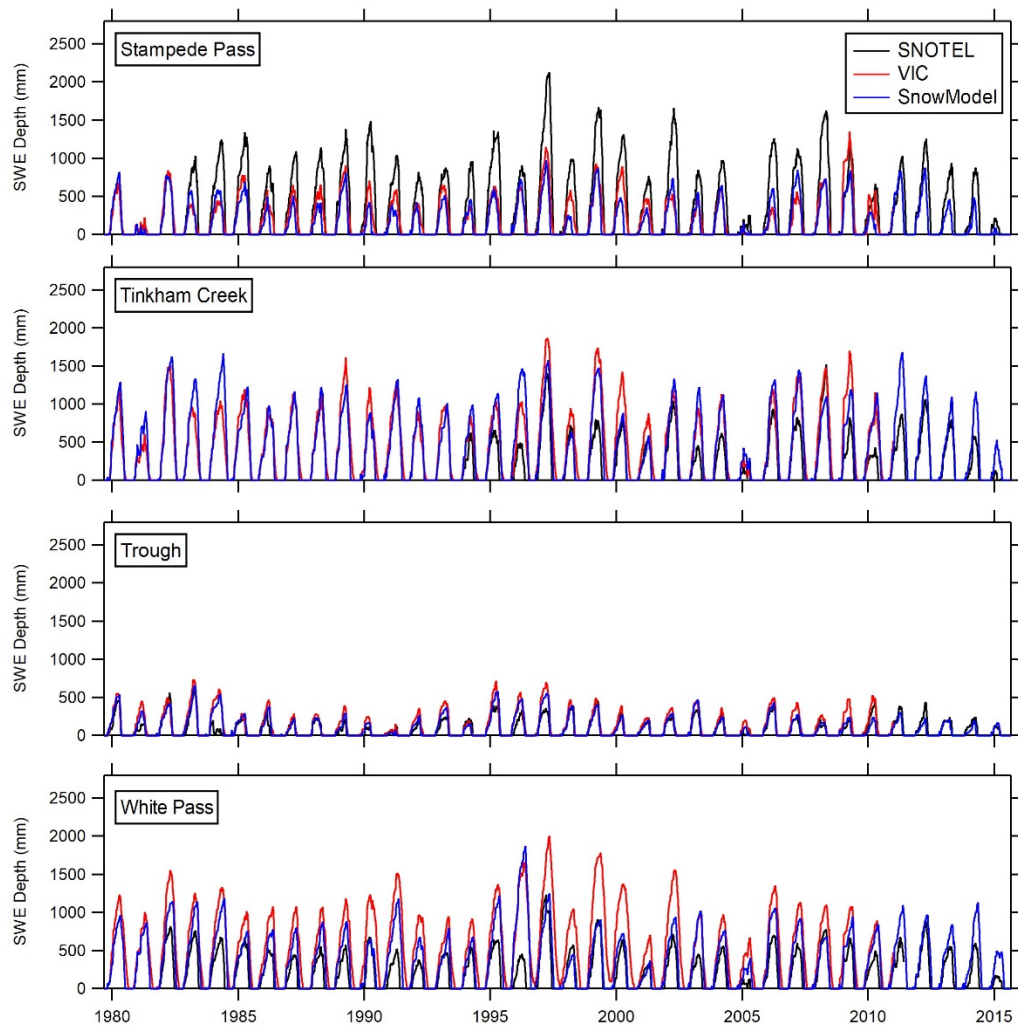 Stampede Pass
SNOTEL
VIC
SnowModel
SWE Depth (mm)
2500
2000
1500
1000
500
0
Tinkham Creek
SWE Depth (mm)
2500
2000
1500
1000
500
0
Trough
SWE Depth (mm)
2500
2000
1500
1000
500
0
White Pass
SWE Depth (mm)
2500
2000
1500
1000
500
0
1980 1985 1990 1995 2000 2005 2010 2015